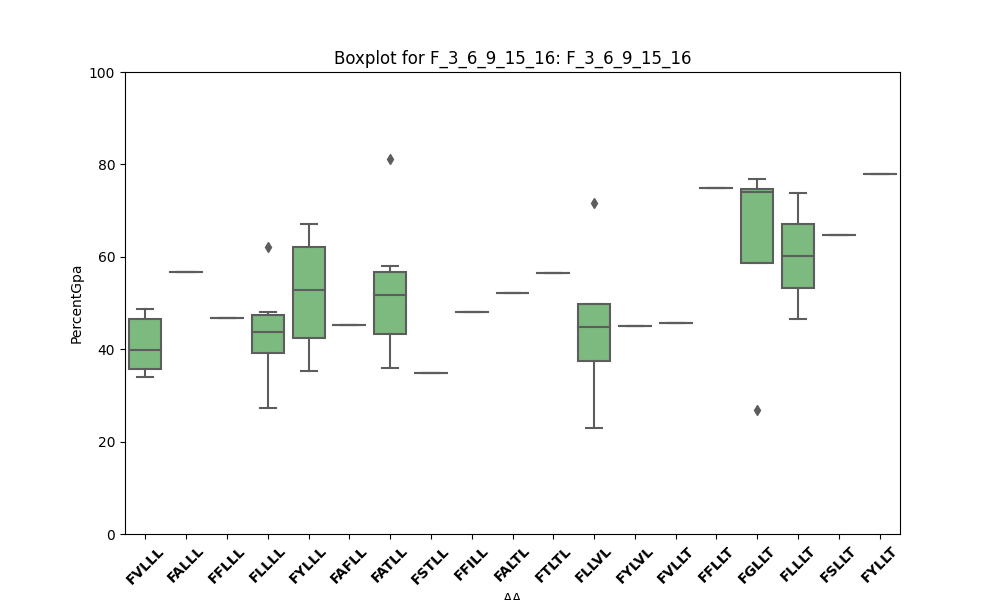 Boxplot for F_3_6_9_15_16: F_3_6_9_15_16
100
80
60
40
20
0
PercentGpa
FVLLL
FALLL
FFLLL
FLLLL
FYLLL
FAFLL
FATLL
FSTLL
FFILL
FALTL
FTLTL
FLLVL
FYLVL
FVLLT
FFLLT
FGLLT
FLLLT
FSLLT
FYLLT
AA